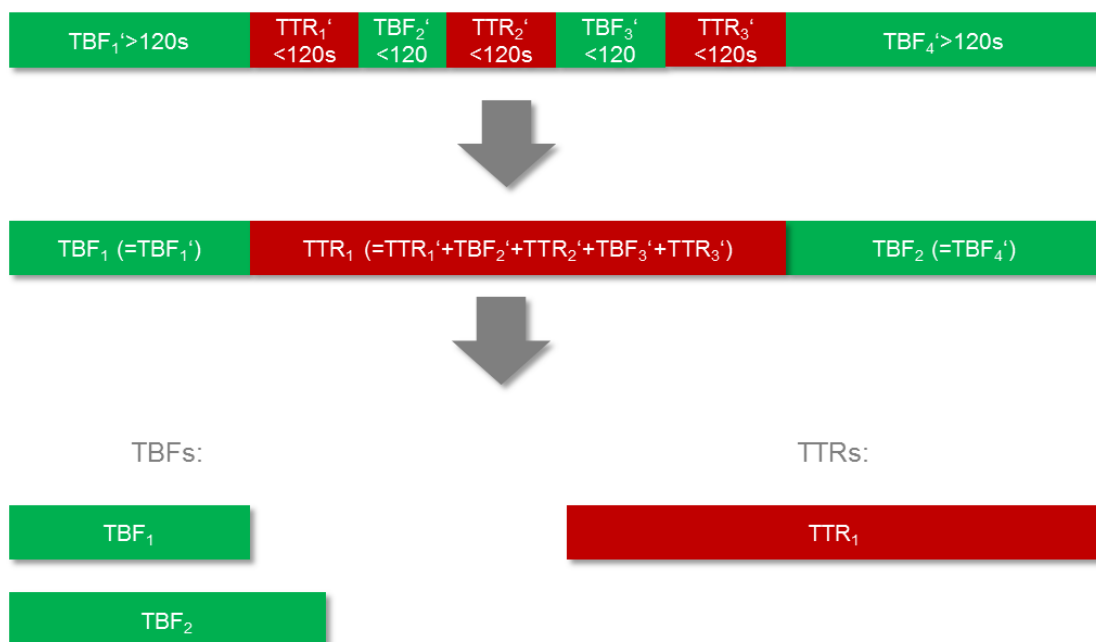 TBF₁‘>120s
TTR₁‘
<120s
TBF₂‘
<120
TTR₂‘
<120s
TBF₃‘
<120
TTR₃‘
<120s
TBF₄‘>120s
TBF₁ (=TBF₁‘)
TTR₁ (=TTR₁‘+TBF₂‘+TTR₂‘+TBF₃‘+TTR₃‘)
TBF₂ (=TBF₄‘)
TBFs:
TTRs:
TBF₁
TTR₁
TBF₂